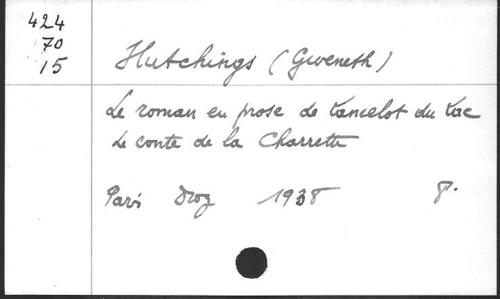 424
70
15
Hutchings (Gweneth)
Le roman en prose de Lancelot du Lac
Le conte de la Charrette
Paris Droz 1938 8°.